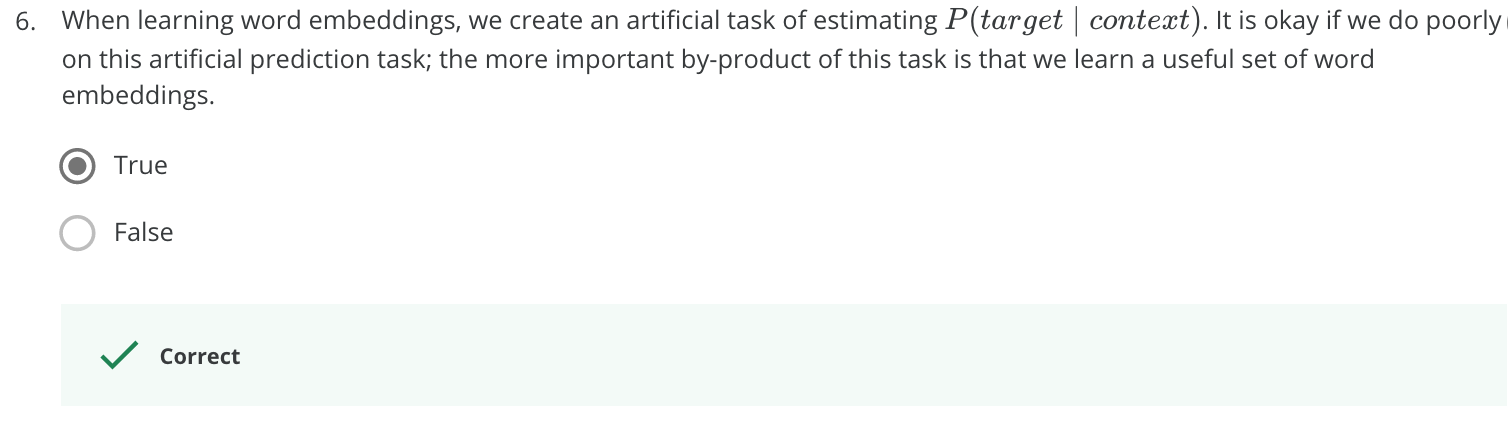 6. When learning word embeddings, we create an artificial task of estimating P(target | context). It is okay if we do poorly
on this artificial prediction task; the more important by-product of this task is that we learn a useful set of word
embeddings.
True
False
Correct